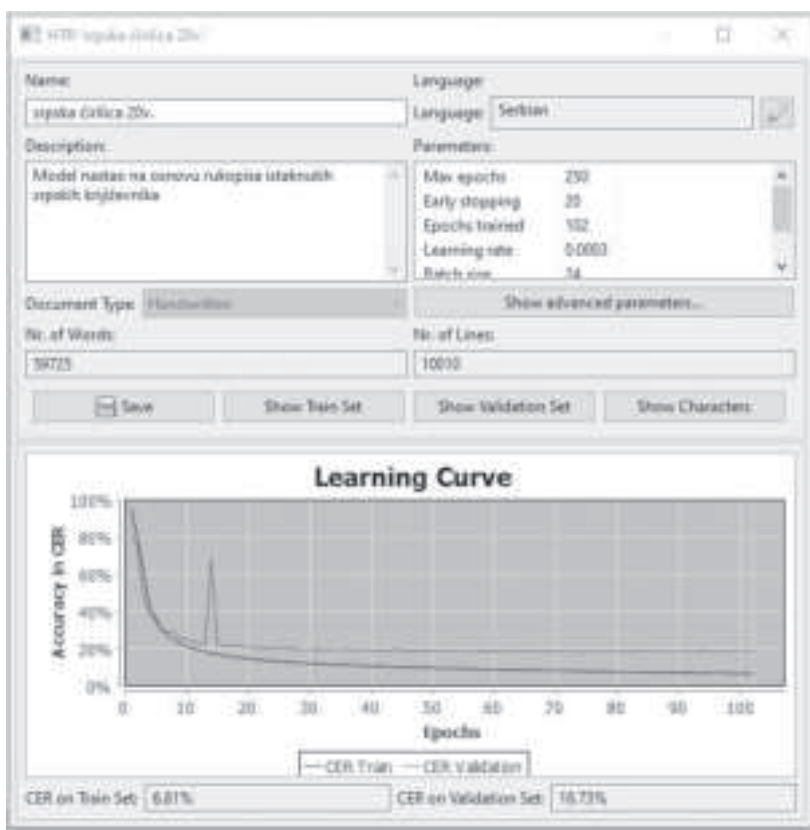 HTR srpska ćirilica 20v.
Name:
Language:
srpska ćirilica 20v.
Language: Serbian
Description:
Parameters:
Model nastao na osnovu rukopisa istaknutih
srpskih književnika
Max epochs 250
Early stopping 20
Epochs trained 102
Learning rate 0.0003
Batch size 24
Document Type: Handwritten
Show advanced parameters...
Nr. of Words:
Nr. of Lines:
59725
10010
Save
Show Train Set
Show Validation Set
Show Characters
Learning Curve
Accuracy in CER
100%
80%
60%
40%
20%
0%
0 10 20 30 40 50 60 70 80 90 100
Epochs
CER Train CER Validation
CER on Train Set: 6.81%
CER on Validation Set: 18.73%